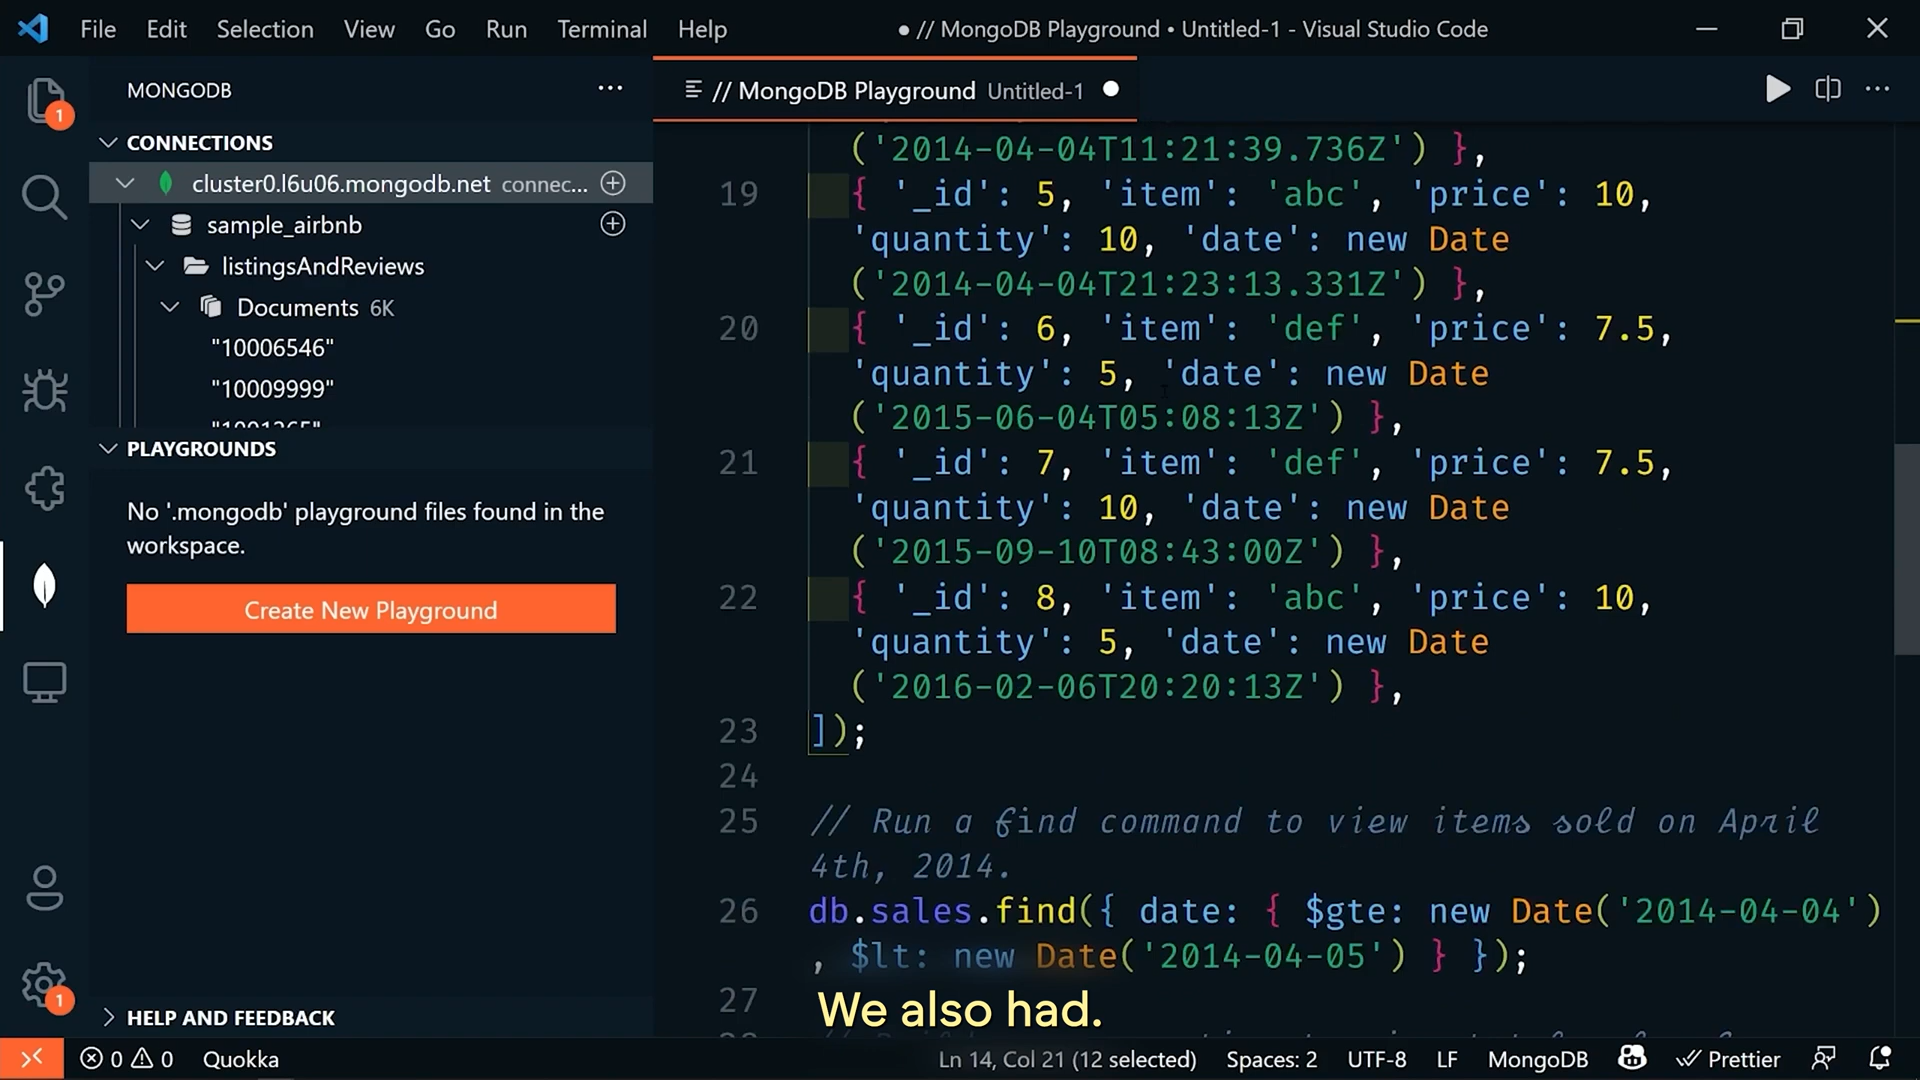 File Edit Selection View Go Run Terminal Help
● // MongoDB Playground • Untitled-1 - Visual Studio Code
MONGODB
CONNECTIONS
cluster0.l6u06.mongodb.net connec...
sample_airbnb
listingsAndReviews
Documents 6K
"10006546"
"10009999"
PLAYGROUNDS
No '.mongodb' playground files found in the
workspace.
Create New Playground
HELP AND FEEDBACK
1
1
// MongoDB Playground Untitled-1
('2014-04-04T11:21:39.736Z') },
19 { '_id': 5, 'item': 'abc', 'price': 10,
'quantity': 10, 'date': new Date
('2014-04-04T21:23:13.331Z') },
20 { '_id': 6, 'item': 'def', 'price': 7.5,
'quantity': 5, 'date': new Date
('2015-06-04T05:08:13Z') },
21 { '_id': 7, 'item': 'def', 'price': 7.5,
'quantity': 10, 'date': new Date
('2015-09-10T08:43:00Z') },
22 { '_id': 8, 'item': 'abc', 'price': 10,
'quantity': 5, 'date': new Date
('2016-02-06T20:20:13Z') },
23 ]);
24
25 // Run a find command to view items sold on April
4th, 2014.
26 db.sales.find({ date: { $gte: new Date('2014-04-04')
, $lt: new Date('2014-04-05') } });
27
We also had.
0 0 Quokka
Ln 14, Col 21 (12 selected) Spaces: 2 UTF-8 LF MongoDB Prettier